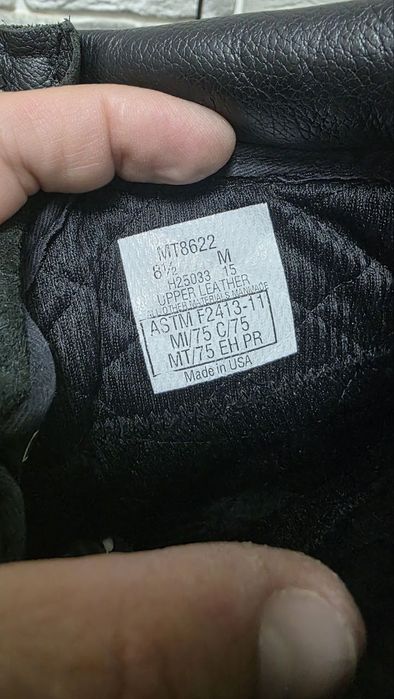 MT8622
8½ M
H25033 15
UPPER LEATHER
ALL OTHER MATERIALS MANMADE
ASTM F2413-11
MI/75 C/75
MT/75 EH PR
Made in USA